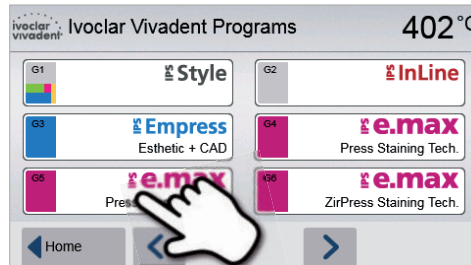 ivoclar vivadent Ivoclar Vivadent Programs 402°C
G1 IPS Style
G2 IPS InLine
G3 IPS Empress
Esthetic + CAD
G4 IPS e.max
Press Staining Tech.
G5 IPS e.max
Press
G6 IPS e.max
ZirPress Staining Tech.
Home